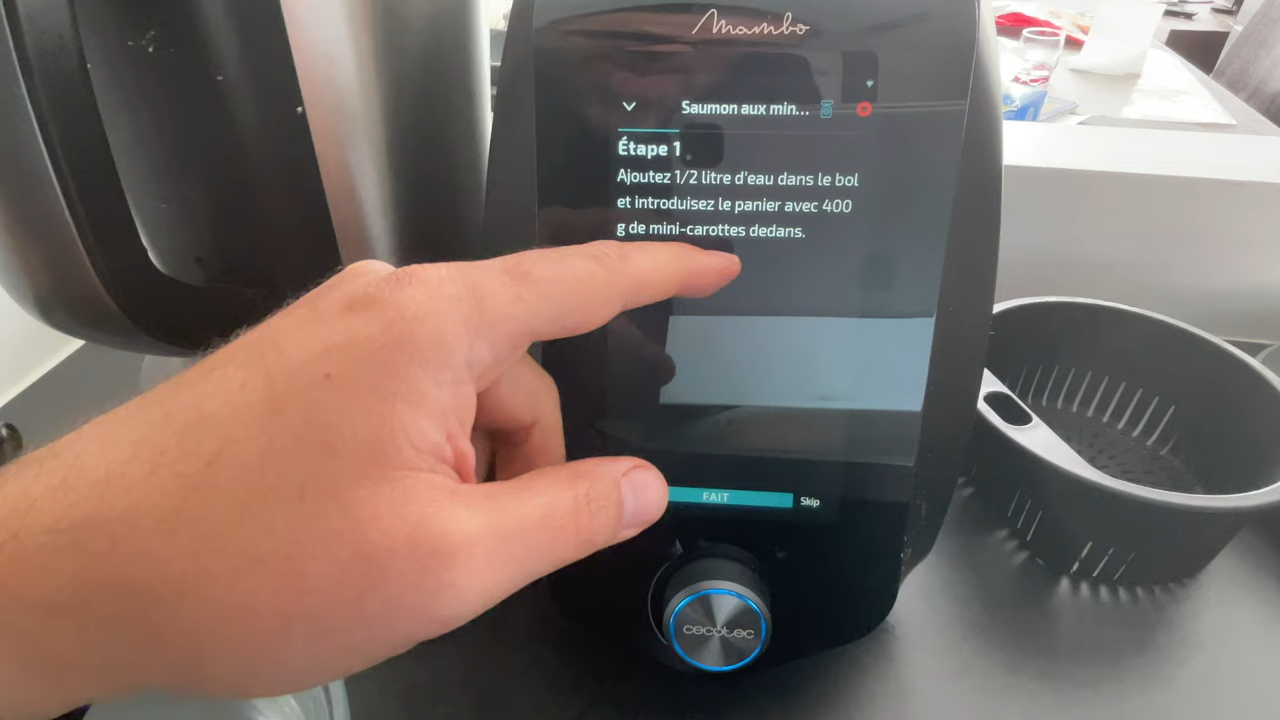 Mambo
Saumon aux min...
Étape 1
Ajoutez 1/2 litre d'eau dans le bol
et introduisez le panier avec 400
g de mini-carottes dedans.
FAIT
Skip
cecotec